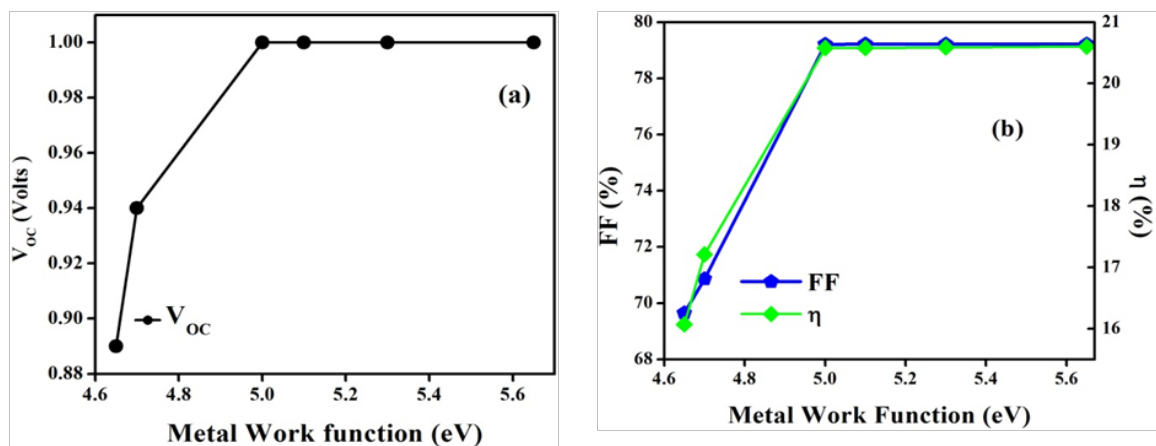 1.00
0.98
0.96
0.94
0.92
0.90
0.88
V_OC (Volts)
(a)
V_OC
4.6 4.8 5.0 5.2 5.4 5.6
Metal Work function (eV)
80
78
76
74
72
70
68
FF (%)
(b)
FF
η
21
20
19
18
17
16
η (%)
4.6 4.8 5.0 5.2 5.4 5.6
Metal Work Function (eV)